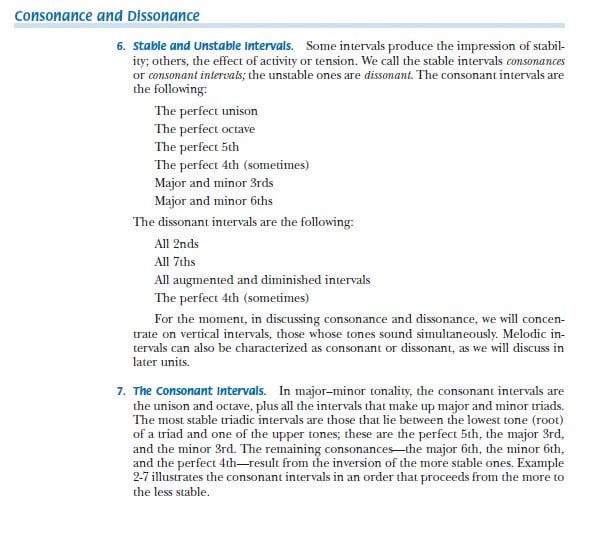 Consonance and Dissonance
6. Stable and Unstable Intervals. Some intervals produce the impression of stabil-
ity; others, the effect of activity or tension. We call the stable intervals consonances
or consonant intervals; the unstable ones are dissonant. The consonant intervals are
the following:
The perfect unison
The perfect octave
The perfect 5th
The perfect 4th (sometimes)
Major and minor 3rds
Major and minor 6ths
The dissonant intervals are the following:
All 2nds
All 7ths
All augmented and diminished intervals
The perfect 4th (sometimes)
For the moment, in discussing consonance and dissonance, we will concen-
trate on vertical intervals, those whose tones sound simultaneously. Melodic in-
tervals can also be characterized as consonant or dissonant, as we will discuss in
later units.
7. The Consonant Intervals. In major–minor tonality, the consonant intervals are
the unison and octave, plus all the intervals that make up major and minor triads.
The most stable triadic intervals are those that lie between the lowest tone (root)
of a triad and one of the upper tones; these are the perfect 5th, the major 3rd,
and the minor 3rd. The remaining consonances—the major 6th, the minor 6th,
and the perfect 4th—result from the inversion of the more stable ones. Example
2-7 illustrates the consonant intervals in an order that proceeds from the more to
the less stable.